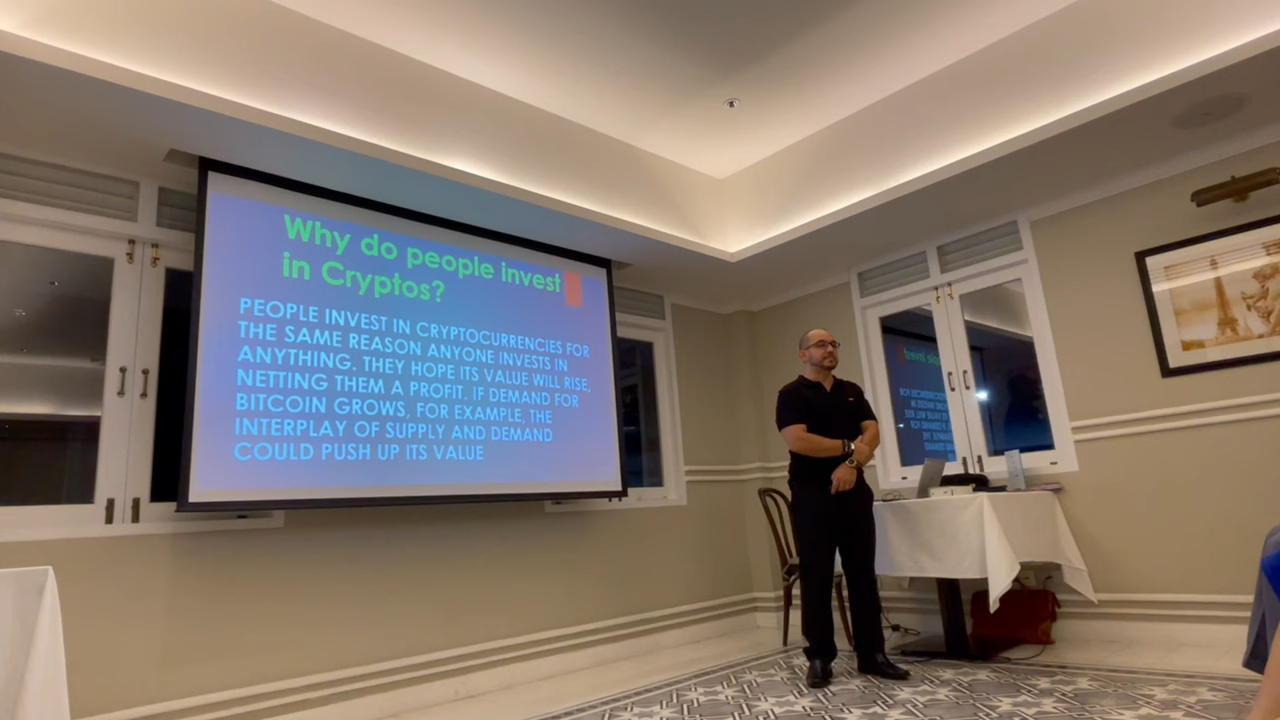 Why do people invest
in Cryptos?
PEOPLE INVEST IN CRYPTOCURRENCIES FOR
THE SAME REASON ANYONE INVESTS IN
ANYTHING. THEY HOPE ITS VALUE WILL RISE,
NETTING THEM A PROFIT. IF DEMAND FOR
BITCOIN GROWS, FOR EXAMPLE, THE
INTERPLAY OF SUPPLY AND DEMAND
COULD PUSH UP ITS VALUE